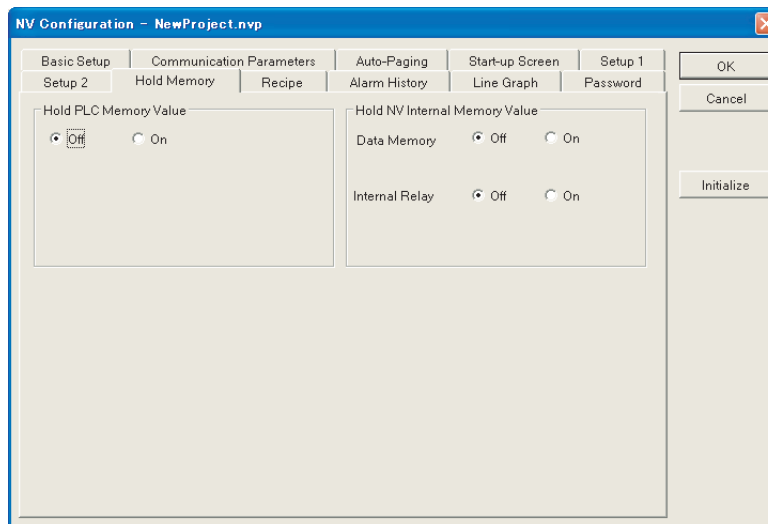 NV Configuration - NewProject.nvp
Basic Setup Communication Parameters Auto-Paging Start-up Screen Setup 1
Setup 2 Hold Memory Recipe Alarm History Line Graph Password
OK
Cancel
Initialize
Hold PLC Memory Value
Off On
Hold NV Internal Memory Value
Data Memory Off On
Internal Relay Off On